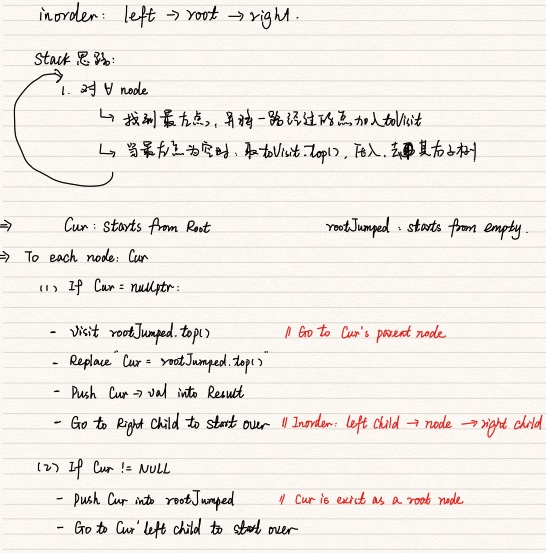 inorder: left → root → right.
Stack 思路:
1. 对 ∀ node
↳ 找到最左点, 并将一路经过的点加入toVisit
↳ 当最左点为空时, 取toVisit.top(), 压入, 去其右子树
⇒ Cur: starts from Root rootJumped: starts from empty.
⇒ To each node: Cur
(1) If Cur = nullptr:
- Visit rootJumped.top() // Go to Cur's parent node
- Replace "Cur = rootJumped.top()"
- Push Cur → val into Result
- Go to Right Child to start over // Inorder: left child → node → right child
(2) If Cur != NULL
- Push Cur into rootJumped // Cur is exist as a root node
- Go to Cur' left child to start over